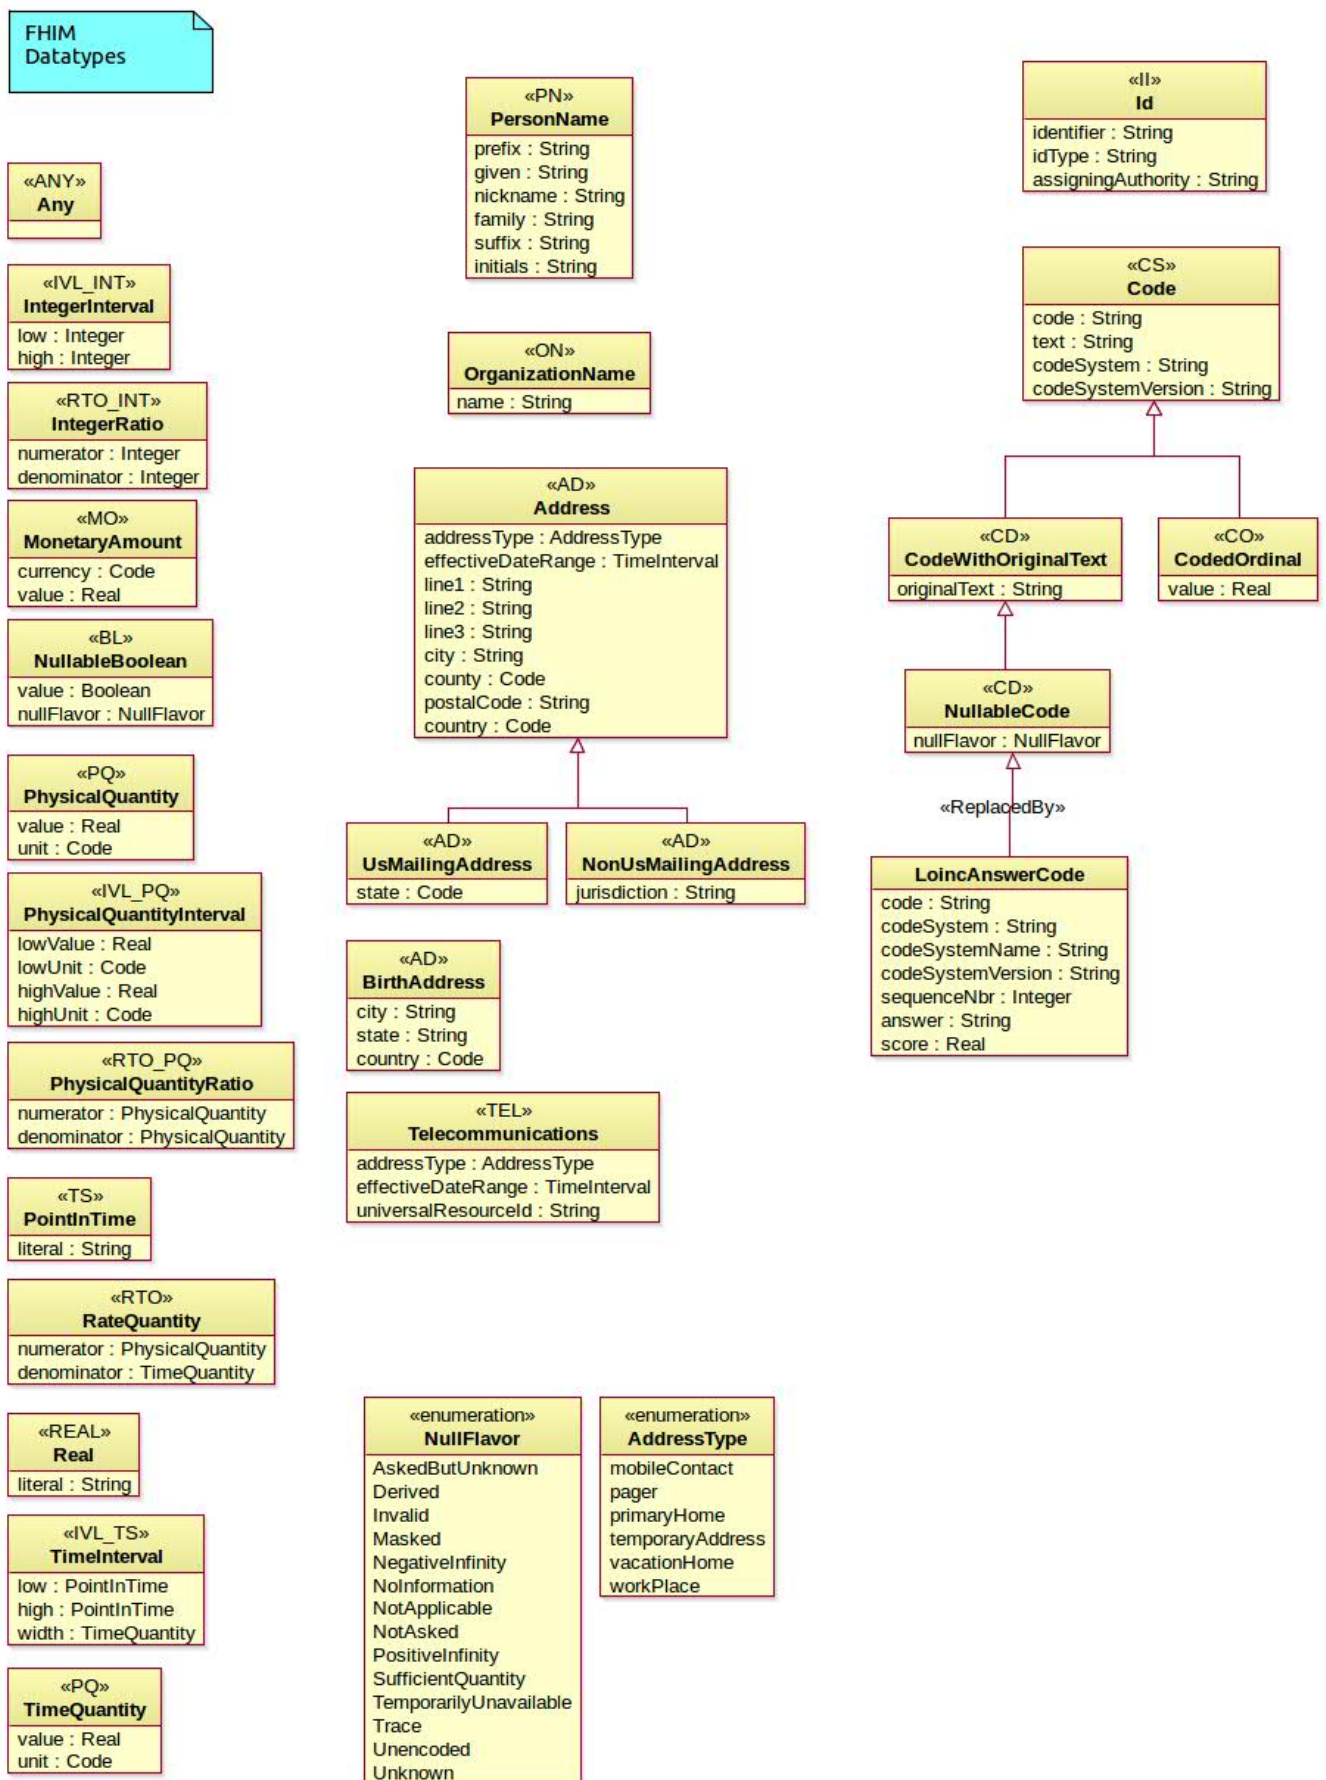 FHIM
Datatypes
«ANY»
Any
«IVL_INT»
IntegerInterval
low : Integer
high : Integer
«RTO_INT»
IntegerRatio
numerator : Integer
denominator : Integer
«MO»
MonetaryAmount
currency : Code
value : Real
«BL»
NullableBoolean
value : Boolean
nullFlavor : NullFlavor
«PQ»
PhysicalQuantity
value : Real
unit : Code
«IVL_PQ»
PhysicalQuantityInterval
lowValue : Real
lowUnit : Code
highValue : Real
highUnit : Code
«RTO_PQ»
PhysicalQuantityRatio
numerator : PhysicalQuantity
denominator : PhysicalQuantity
«TS»
PointInTime
literal : String
«RTO»
RateQuantity
numerator : PhysicalQuantity
denominator : TimeQuantity
«REAL»
Real
literal : String
«IVL_TS»
TimeInterval
low : PointInTime
high : PointInTime
width : TimeQuantity
«PQ»
TimeQuantity
value : Real
unit : Code
«PN»
PersonName
prefix : String
given : String
nickname : String
family : String
suffix : String
initials : String
«ON»
OrganizationName
name : String
«AD»
Address
addressType : AddressType
effectiveDateRange : TimeInterval
line1 : String
line2 : String
line3 : String
city : String
county : Code
postalCode : String
country : Code
«AD»
UsMailingAddress
state : Code
«AD»
NonUsMailingAddress
jurisdiction : String
«AD»
BirthAddress
city : String
state : String
country : Code
«TEL»
Telecommunications
addressType : AddressType
effectiveDateRange : TimeInterval
universalResourceId : String
«enumeration»
NullFlavor
AskedButUnknown
Derived
Invalid
Masked
NegativeInfinity
NoInformation
NotApplicable
NotAsked
PositiveInfinity
SufficientQuantity
TemporarilyUnavailable
Trace
Unencoded
Unknown
«enumeration»
AddressType
mobileContact
pager
primaryHome
temporaryAddress
vacationHome
workPlace
«II»
Id
identifier : String
idType : String
assigningAuthority : String
«CS»
Code
code : String
text : String
codeSystem : String
codeSystemVersion : String
«CD»
CodeWithOriginalText
originalText : String
«CO»
CodedOrdinal
value : Real
«CD»
NullableCode
nullFlavor : NullFlavor
«ReplacedBy»
LoincAnswerCode
code : String
codeSystem : String
codeSystemName : String
codeSystemVersion : String
sequenceNbr : Integer
answer : String
score : Real